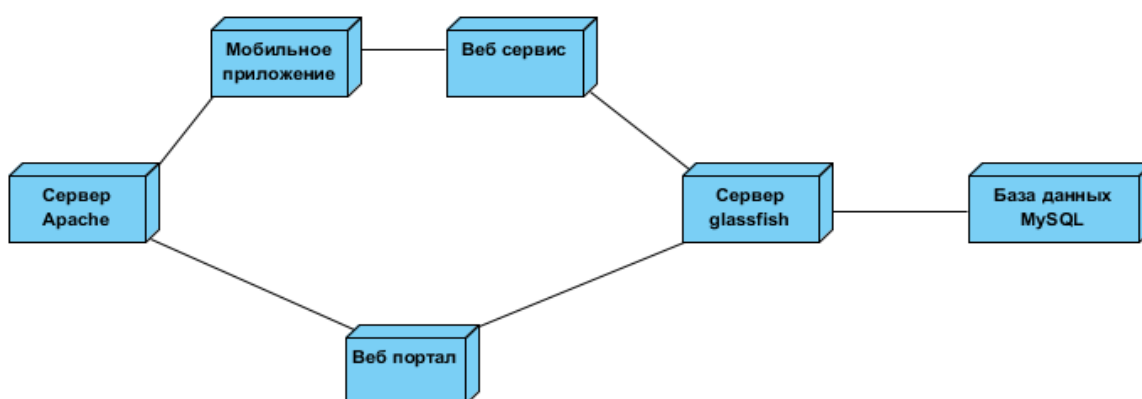 Мобильное
приложение
Веб сервис
Сервер
Apache
Сервер
glassfish
База данных
MySQL
Веб портал